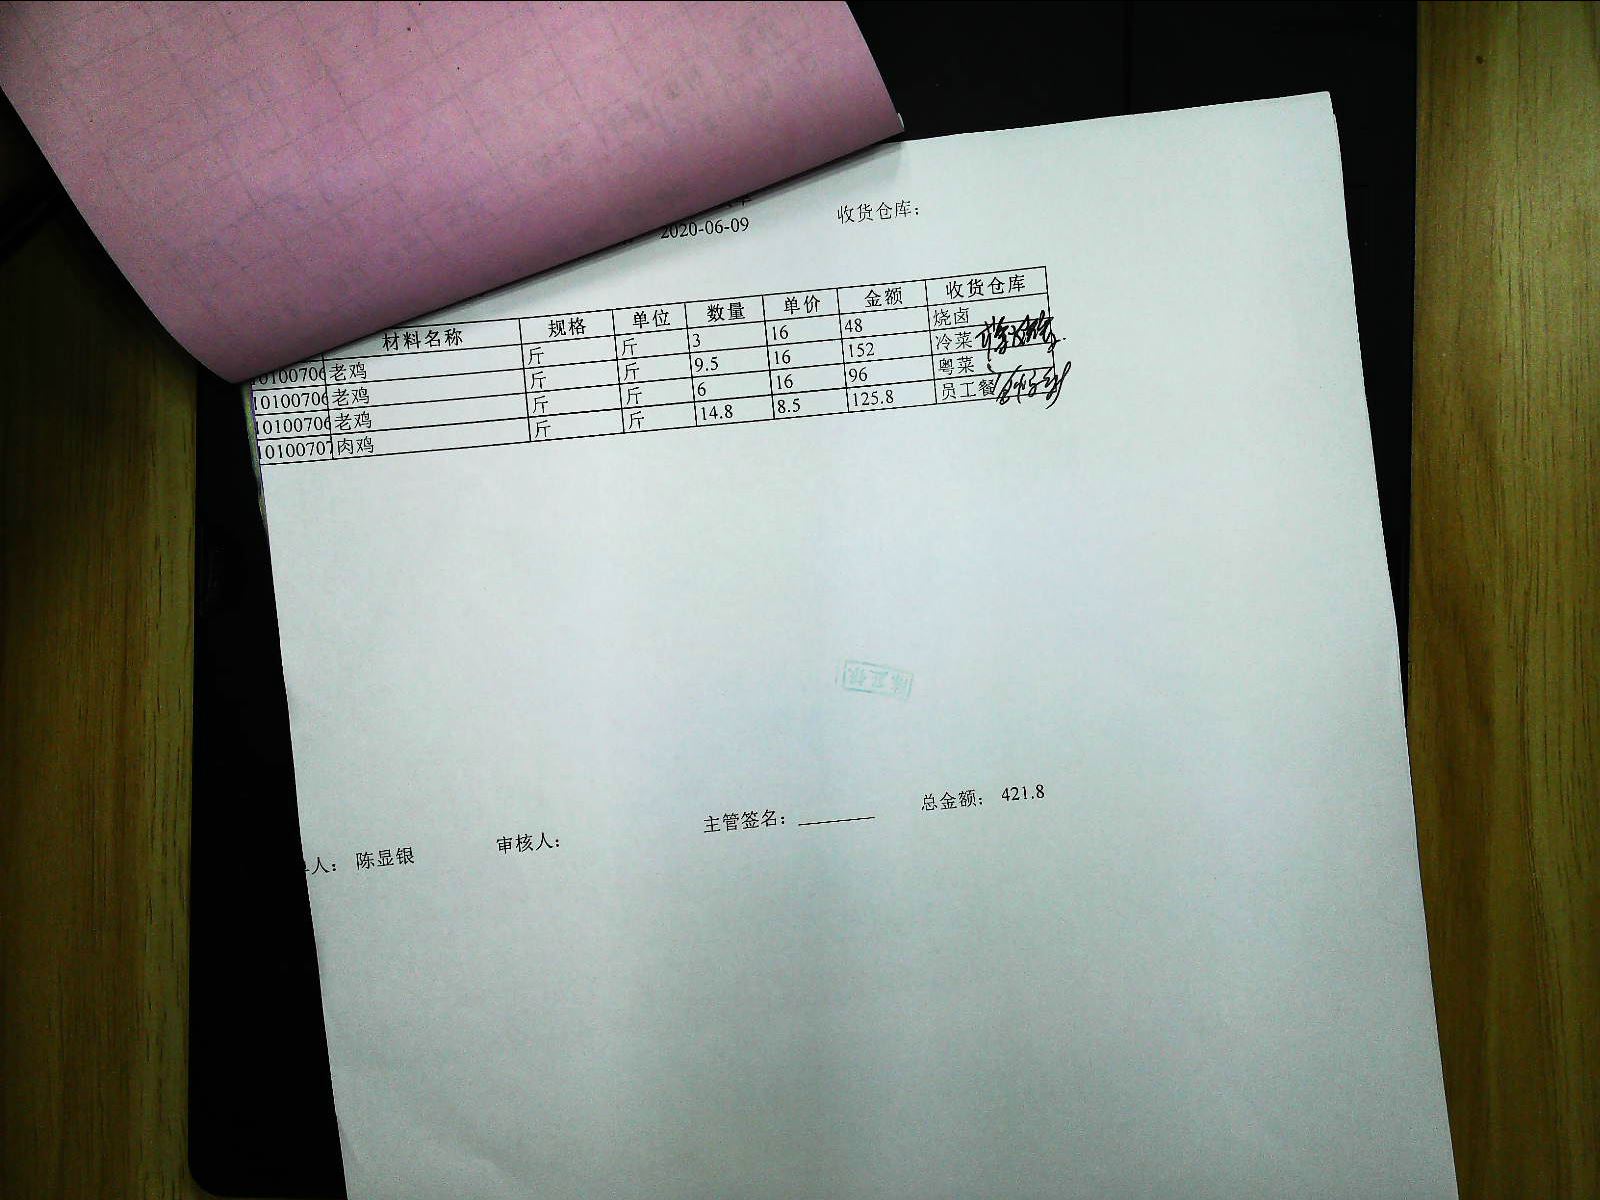 2020-06-09 收货仓库：
材料名称 规格 单位 数量 单价 金额 收货仓库
10100706 老鸡 斤 斤 3 16 48 烧卤
10100706 老鸡 斤 斤 9.5 16 152 冷菜
10100706 老鸡 斤 斤 6 16 96 粤菜
10100707 肉鸡 斤 斤 14.8 8.5 125.8 员工餐
人： 陈显银 审核人： 主管签名： 总金额： 421.8